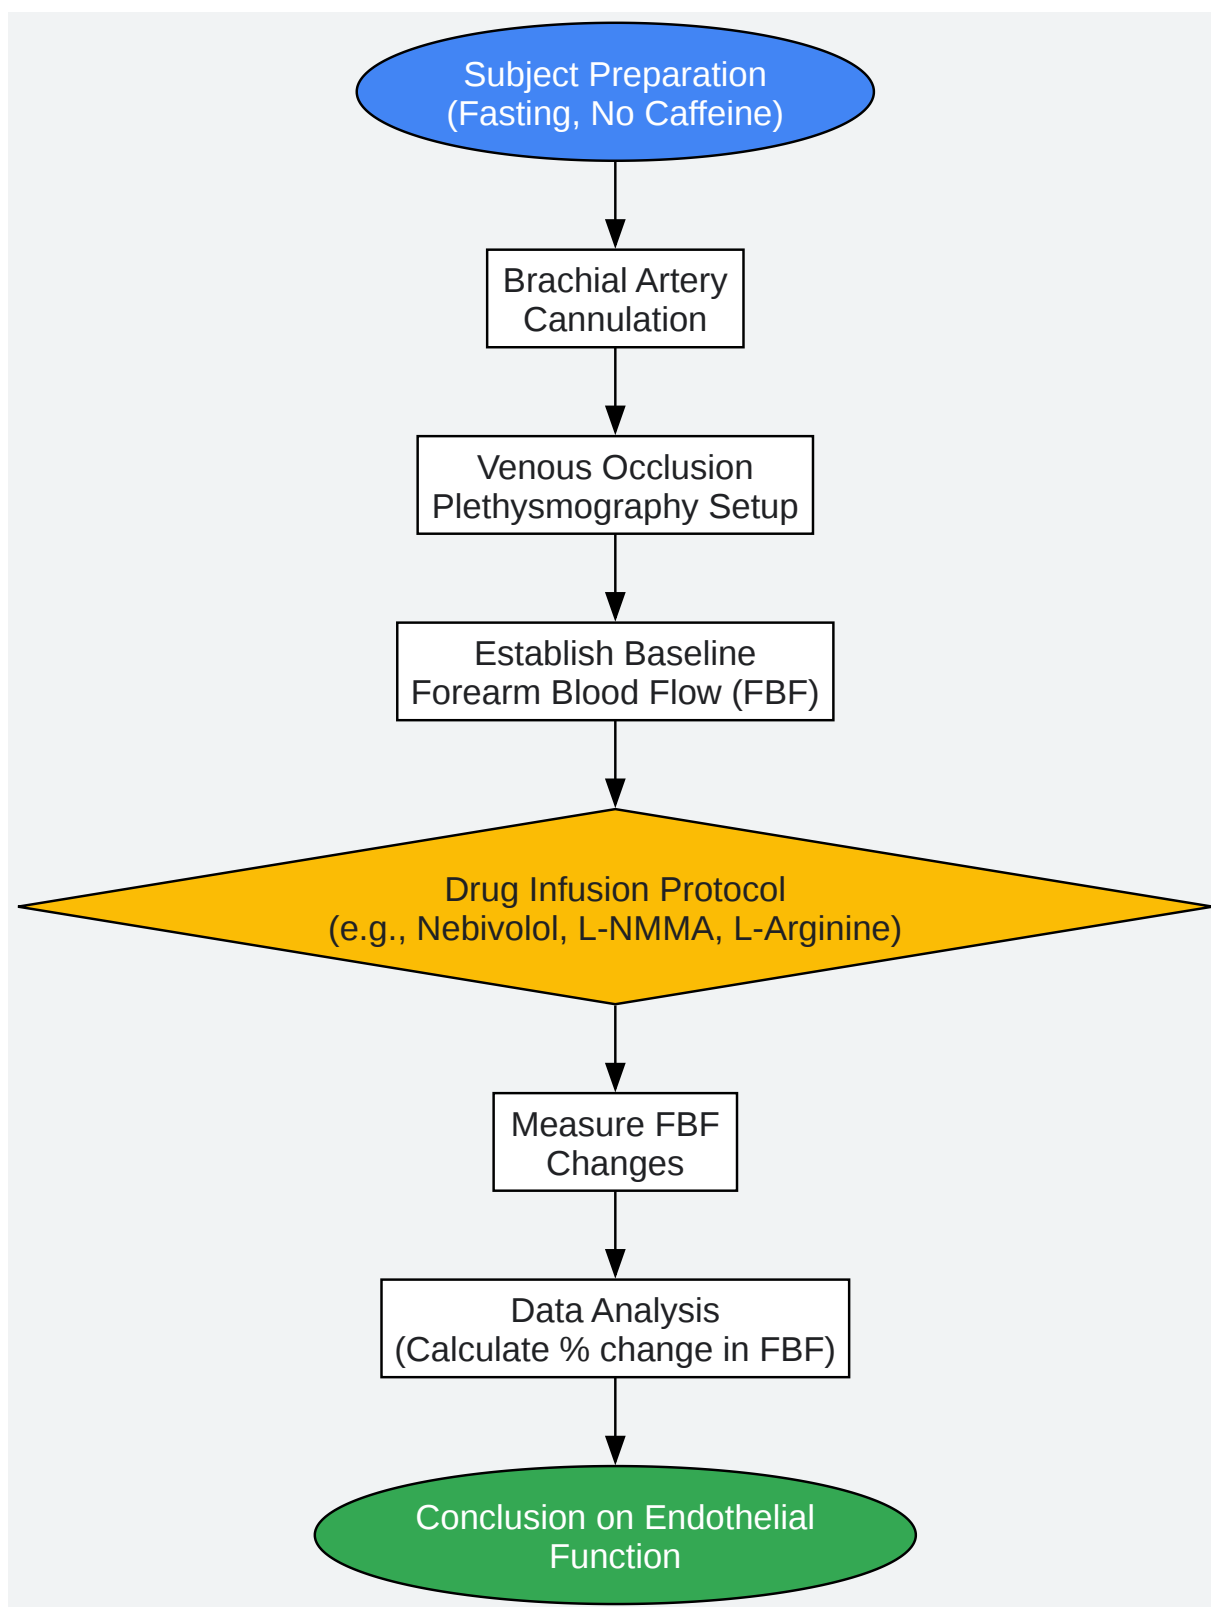 Subject Preparation
(Fasting, No Caffeine)
Brachial Artery
Cannulation
Venous Occlusion
Plethysmography Setup
Establish Baseline
Forearm Blood Flow (FBF)
Drug Infusion Protocol
(e.g., Nebivolol, L-NMMA, L-Arginine)
Measure FBF
Changes
Data Analysis
(Calculate % change in FBF)
Conclusion on Endothelial
Function